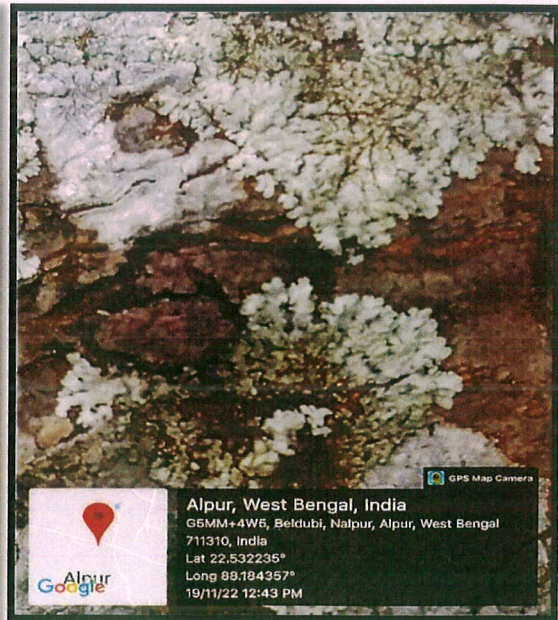 GPS Map Camera
Alpur, West Bengal, India
G5MM+4W5, Beldubi, Nalpur, Alpur, West Bengal
711310, India
Lat 22.532235°
Long 88.184357°
19/11/22 12:43 PM
Alpur
Google